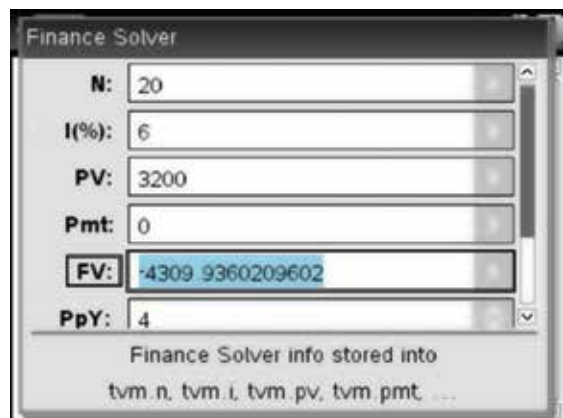 Finance Solver
N: 20
I(%): 6
PV: 3200
Pmt: 0
FV: -4309.9360209602
PpY: 4
Finance Solver info stored into
tvm.n, tvm.i, tvm.pv, tvm.pmt, ...